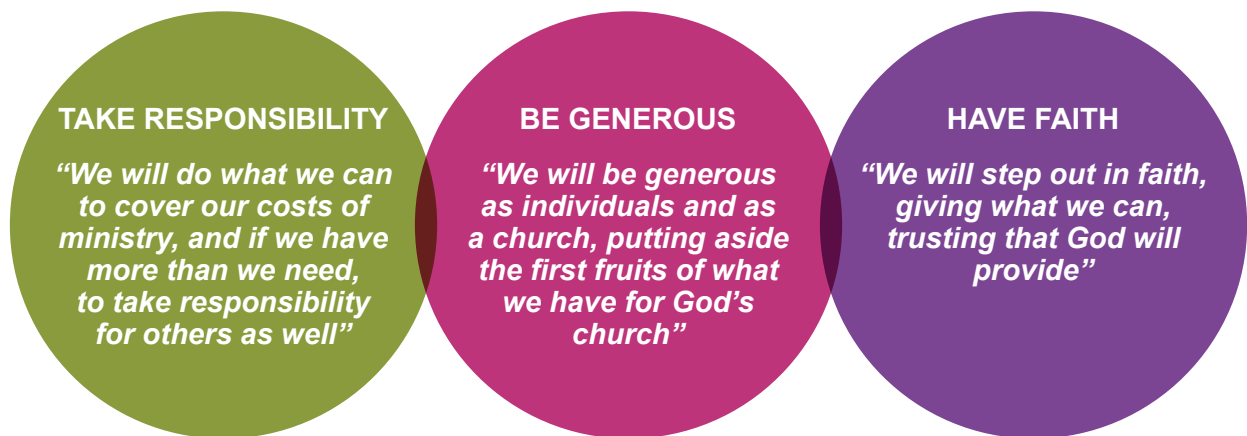 TAKE RESPONSIBILITY
“We will do what we can
to cover our costs of
ministry, and if we have
more than we need,
to take responsibility
for others as well”
BE GENEROUS
“We will be generous
as individuals and as
a church, putting aside
the first fruits of what
we have for God’s
church”
HAVE FAITH
“We will step out in faith,
giving what we can,
trusting that God will
provide”